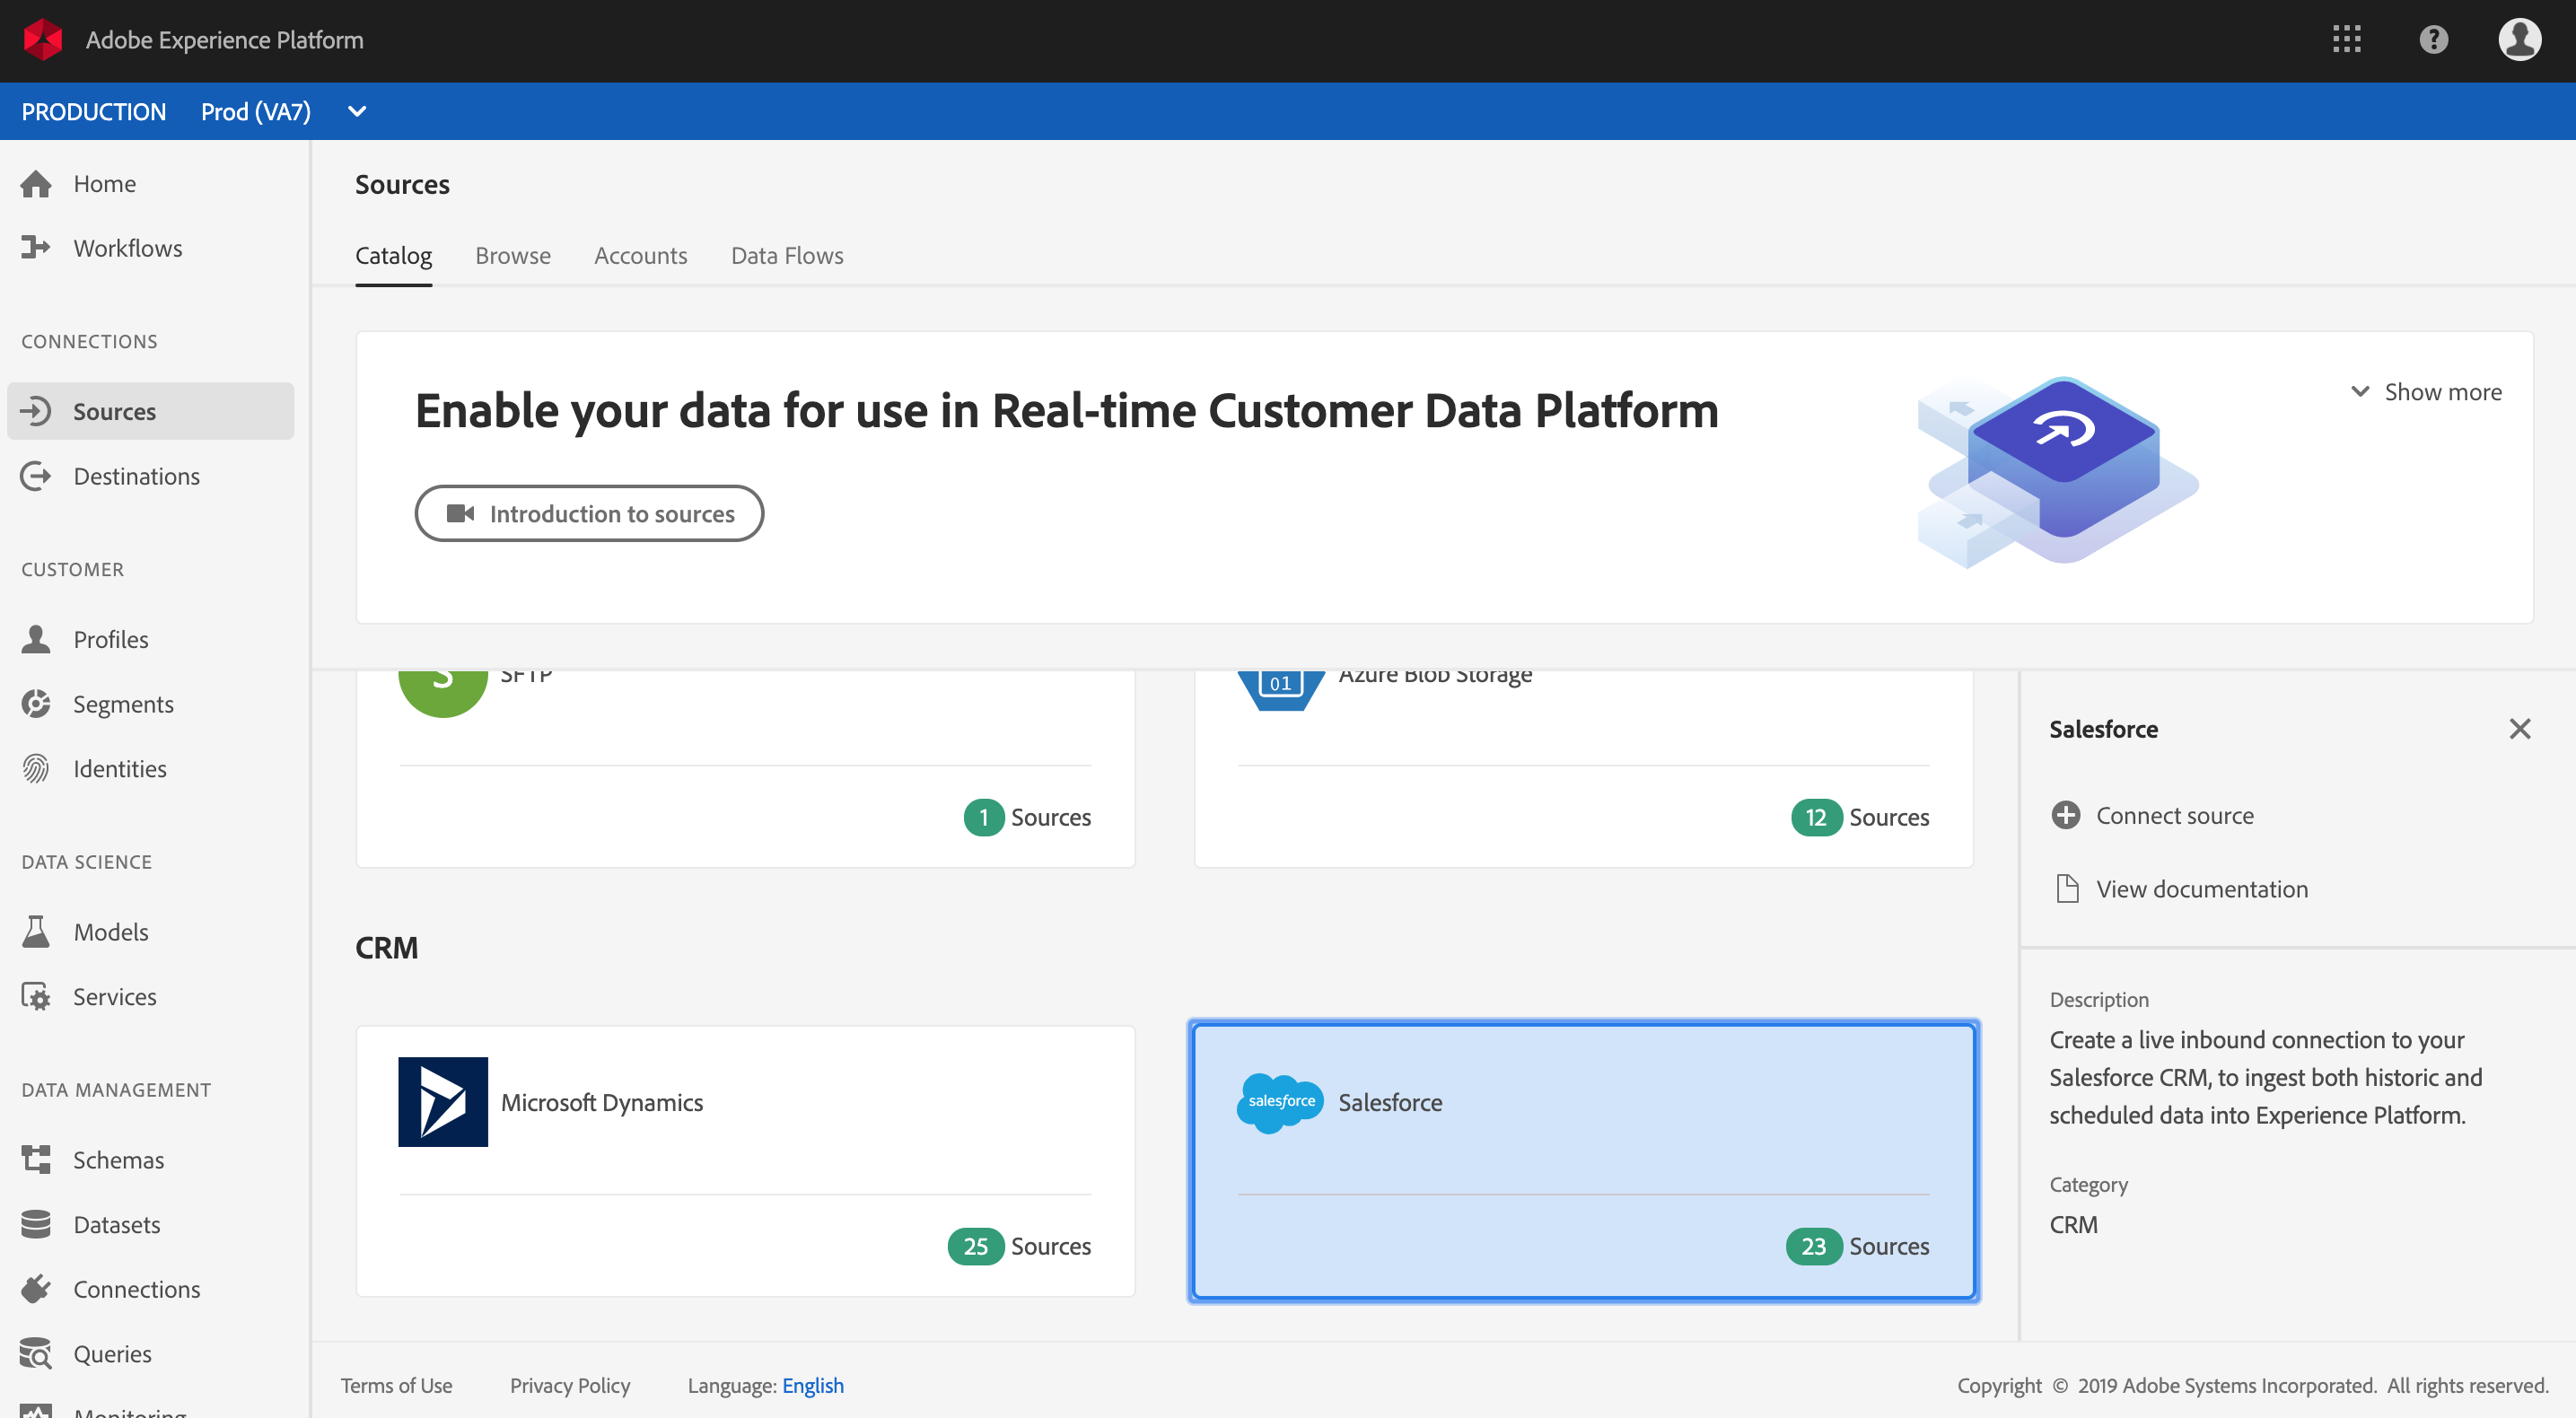 Adobe Experience Platform
PRODUCTION Prod (VA7)
Home
Workflows
CONNECTIONS
Sources
Destinations
CUSTOMER
Profiles
Segments
Identities
DATA SCIENCE
Models
Services
DATA MANAGEMENT
Schemas
Datasets
Connections
Queries
Monitoring
Sources
Catalog Browse Accounts Data Flows
Enable your data for use in Real-time Customer Data Platform
Show more
Introduction to sources
S SFTP
1 Sources
01 Azure Blob Storage
12 Sources
CRM
Microsoft Dynamics
25 Sources
salesforce Salesforce
23 Sources
Salesforce
Connect source
View documentation
Description
Create a live inbound connection to your
Salesforce CRM, to ingest both historic and
scheduled data into Experience Platform.
Category
CRM
Terms of Use Privacy Policy Language: English
Copyright © 2019 Adobe Systems Incorporated. All rights reserved.